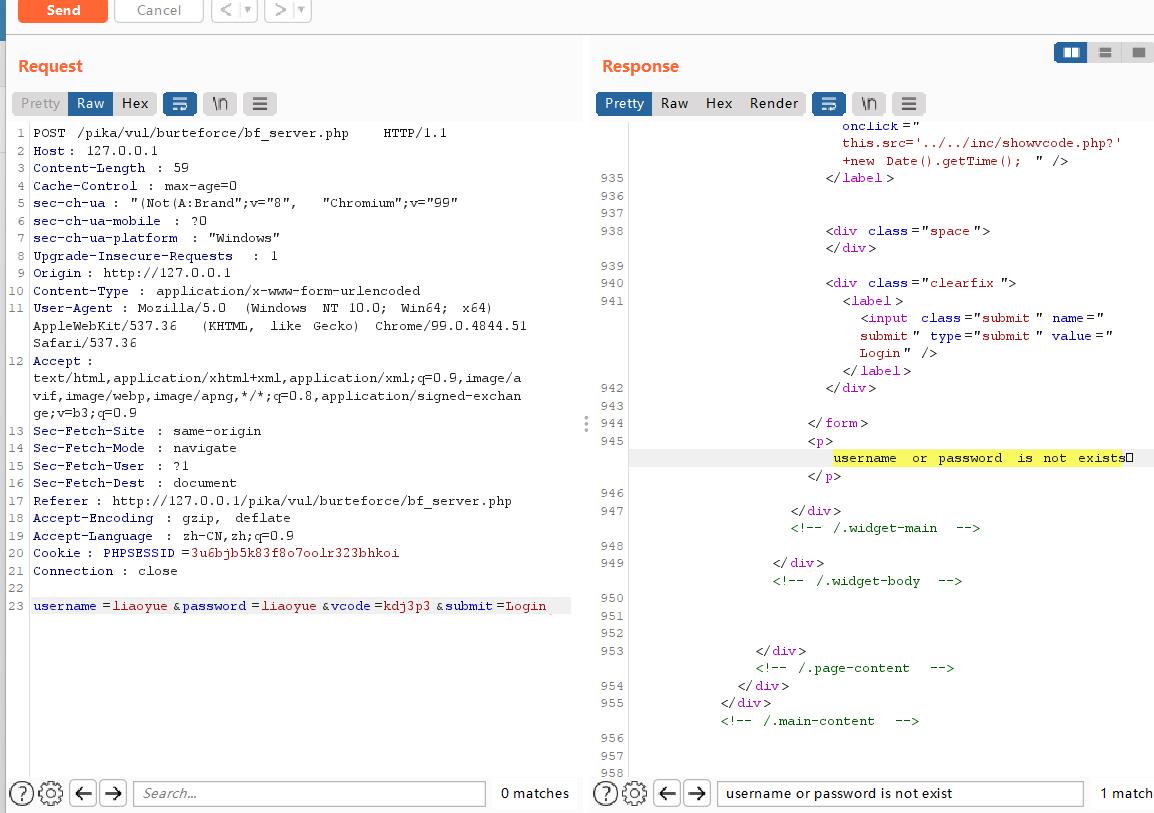 Send
Cancel
<
>
Request
Response
Pretty
Raw
Hex
\n
Pretty
Raw
Hex
Render
\n
1 POST /pika/vul/burteforce/bf_server.php HTTP/1.1
2 Host: 127.0.0.1
3 Content-Length : 59
4 Cache-Control : max-age=0
5 sec-ch-ua : "(Not(A:Brand";v="8", "Chromium";v="99"
6 sec-ch-ua-mobile : ?0
7 sec-ch-ua-platform : "Windows"
8 Upgrade-Insecure-Requests : 1
9 Origin : http://127.0.0.1
10 Content-Type : application/x-www-form-urlencoded
11 User-Agent : Mozilla/5.0 (Windows NT 10.0; Win64; x64)
AppleWebKit/537.36 (KHTML, like Gecko) Chrome/99.0.4844.51
Safari/537.36
12 Accept :
text/html,application/xhtml+xml,application/xml;q=0.9,image/a
vif,image/webp,image/apng,*/*;q=0.8,application/signed-exchan
ge;v=b3;q=0.9
13 Sec-Fetch-Site : same-origin
14 Sec-Fetch-Mode : navigate
15 Sec-Fetch-User : ?1
16 Sec-Fetch-Dest : document
17 Referer : http://127.0.0.1/pika/vul/burteforce/bf_server.php
18 Accept-Encoding : gzip, deflate
19 Accept-Language : zh-CN,zh;q=0.9
20 Cookie : PHPSESSID =3u6bjb5k83f8o7oolr323bhkoi
21 Connection : close
22
23 username =liaoyue &password =liaoyue &vcode =kdj3p3 &submit =Login
onclick ="
this.src='../../inc/showvcode.php?'
+new Date().getTime(); " />
935 </label >
936
937
938 <div class ="space ">
</div>
939
940 <div class ="clearfix ">
941 <label >
<input class ="submit " name ="
submit " type ="submit " value ="
Login " />
</label >
942 </div>
943
944 </form>
945 <p>
username or password is not exists
</p>
946
947 </div>
<!-- /.widget-main -->
948
949 </div>
<!-- /.widget-body -->
950
951
952
953 </div>
<!-- /.page-content -->
954 </div>
955 </div>
<!-- /.main-content -->
956
957
958
?
Search...
0 matches
?
username or password is not exist
1 match